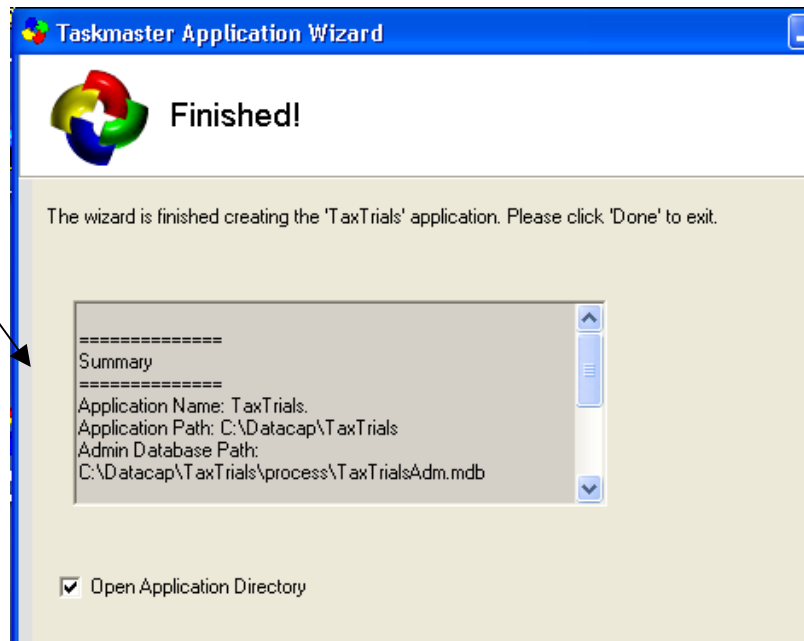 Taskmaster Application Wizard
Finished!
The wizard is finished creating the 'TaxTrials' application. Please click 'Done' to exit.
==============
Summary
==============
Application Name: TaxTrials.
Application Path: C:\Datacap\TaxTrials
Admin Database Path:
C:\Datacap\TaxTrials\process\TaxTrialsAdm.mdb
Open Application Directory